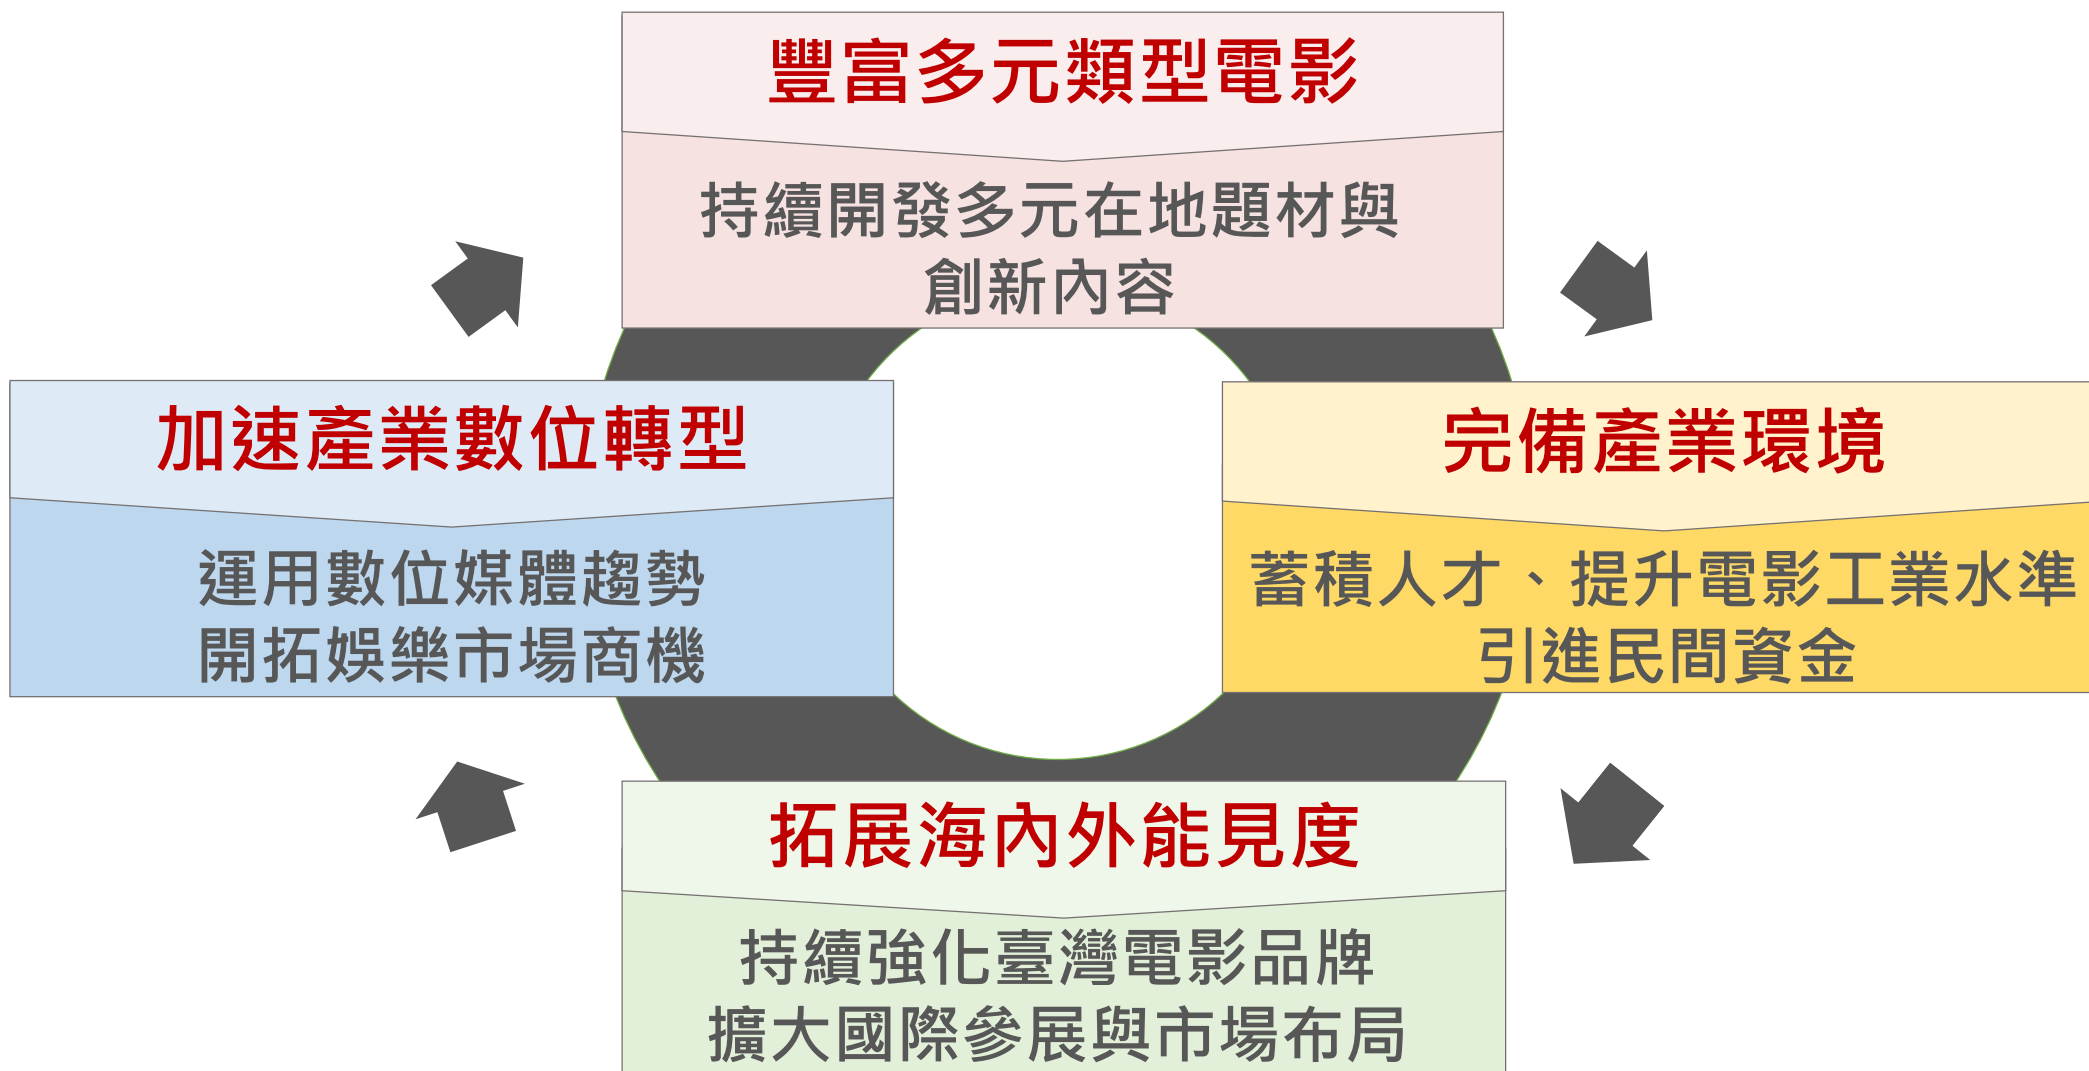 豐富多元類型電影
持續開發多元在地題材與
創新內容
加速產業數位轉型
運用數位媒體趨勢
開拓娛樂市場商機
完備產業環境
蓄積人才、提升電影工業水準
引進民間資金
拓展海內外能見度
持續強化臺灣電影品牌
擴大國際參展與市場布局